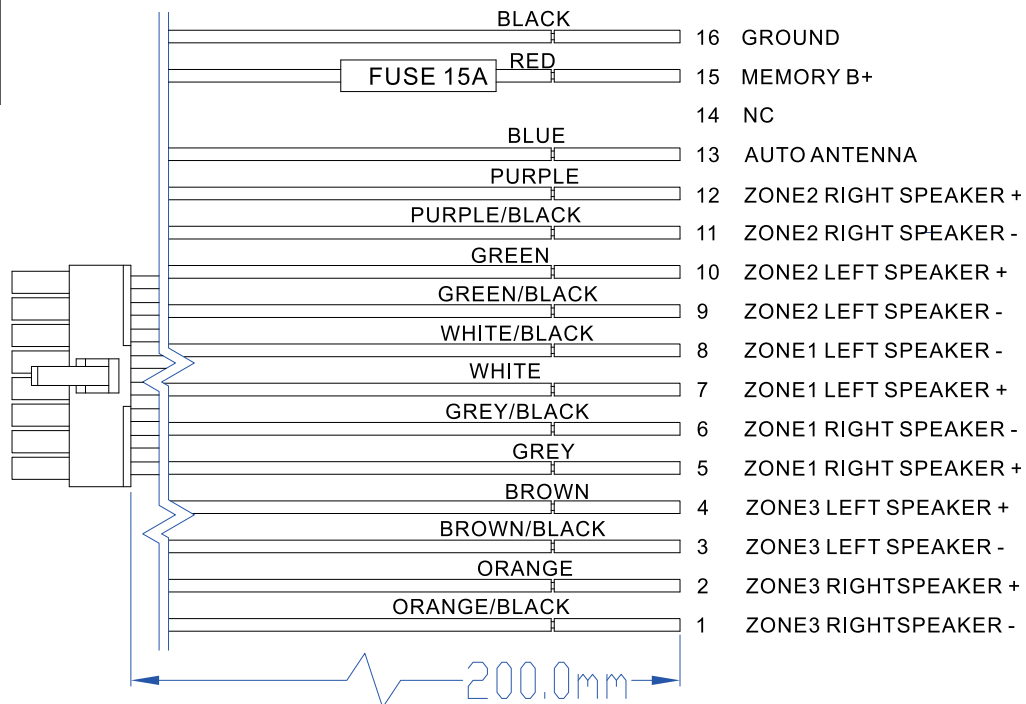 BLACK 16 GROUND
FUSE 15A RED 15 MEMORY B+
14 NC
BLUE 13 AUTO ANTENNA
PURPLE 12 ZONE2 RIGHT SPEAKER +
PURPLE/BLACK 11 ZONE2 RIGHT SPEAKER -
GREEN 10 ZONE2 LEFT SPEAKER +
GREEN/BLACK 9 ZONE2 LEFT SPEAKER -
WHITE/BLACK 8 ZONE1 LEFT SPEAKER -
WHITE 7 ZONE1 LEFT SPEAKER +
GREY/BLACK 6 ZONE1 RIGHT SPEAKER -
GREY 5 ZONE1 RIGHT SPEAKER +
BROWN 4 ZONE3 LEFT SPEAKER +
BROWN/BLACK 3 ZONE3 LEFT SPEAKER -
ORANGE 2 ZONE3 RIGHTSPEAKER +
ORANGE/BLACK 1 ZONE3 RIGHTSPEAKER -
200.0mm